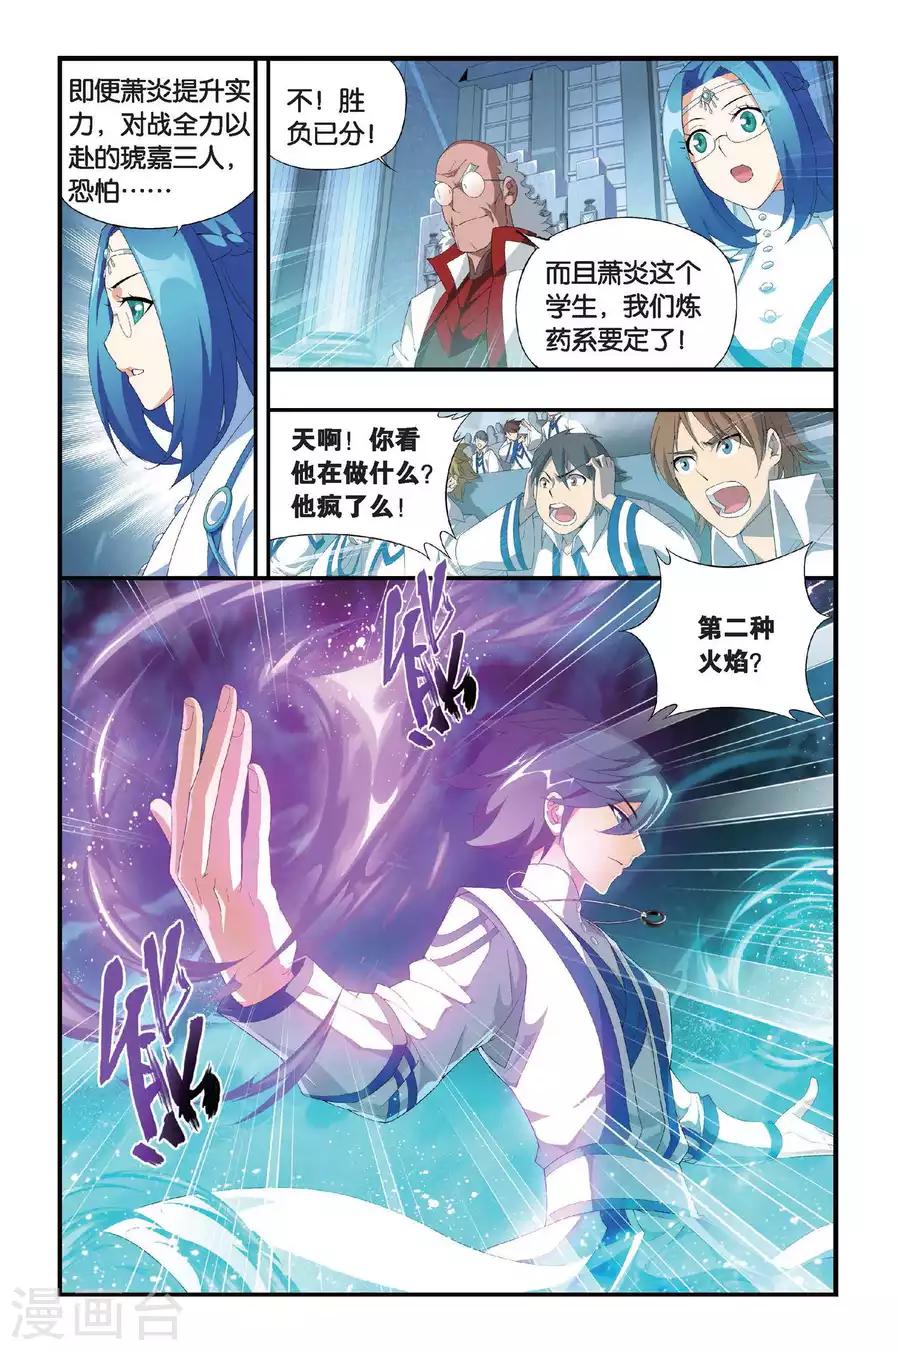 即便萧炎提升实
力，对战全力以
赴的琥嘉三人，
恐怕……
不！胜
负已分！
而且萧炎这个
学生，我们炼
药系要定了！
天啊！你看
他在做什么？
他疯了么！
第二种
火焰？
漫画台